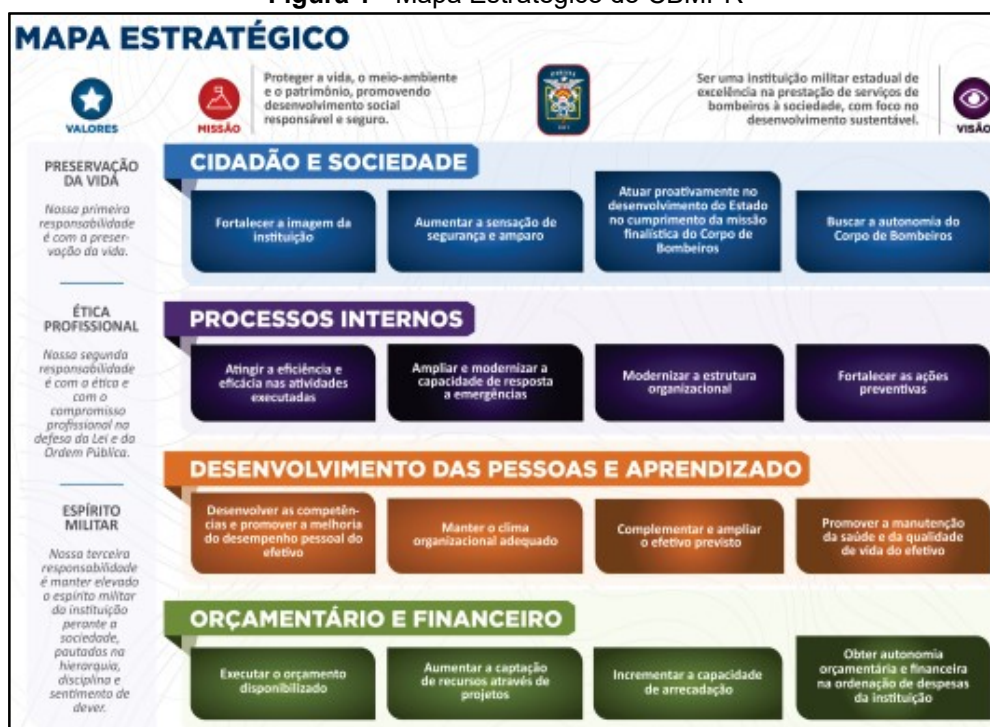 Figura 1 - Mapa Estratégico do CBMPR
MAPA ESTRATÉGICO
VALORES
MISSÃO
Proteger a vida, o meio-ambiente
e o patrimônio, promovendo
desenvolvimento social
responsável e seguro.
Ser uma instituição militar estadual de
excelência na prestação de serviços de
bombeiros à sociedade, com foco no
desenvolvimento sustentável.
VISÃO
PRESERVAÇÃO
DA VIDA
Nossa primeira
responsabilidade
é com a preser-
vação da vida.
ÉTICA
PROFISSIONAL
Nossa segunda
responsabilidade
é com a ética e
com o
compromisso
profissional na
defesa da Lei e da
Ordem Pública.
ESPÍRITO
MILITAR
Nossa terceira
responsabilidade
é manter elevado
o espírito militar
da instituição
perante a
sociedade,
pautados na
hierarquia,
disciplina e
sentimento de
dever.
CIDADÃO E SOCIEDADE
Fortalecer a imagem da
instituição
Aumentar a sensação de
segurança e amparo
Atuar proativamente no
desenvolvimento do Estado
no cumprimento da missão
finalística do Corpo de
Bombeiros
Buscar a autonomia do
Corpo de Bombeiros
PROCESSOS INTERNOS
Atingir a eficiência e
eficácia nas atividades
executadas
Ampliar e modernizar a
capacidade de resposta
a emergências
Modernizar a estrutura
organizacional
Fortalecer as ações
preventivas
DESENVOLVIMENTO DAS PESSOAS E APRENDIZADO
Desenvolver as competên-
cias e promover a melhoria
do desempenho pessoal do
efetivo
Manter o clima
organizacional adequado
Complementar e ampliar
o efetivo previsto
Promover a manutenção
da saúde e da qualidade
de vida do efetivo
ORÇAMENTÁRIO E FINANCEIRO
Executar o orçamento
disponibilizado
Aumentar a captação
de recursos através de
projetos
Incrementar a capacidade
de arrecadação
Obter autonomia
orçamentária e financeira
na ordenação de despesas
da instituição